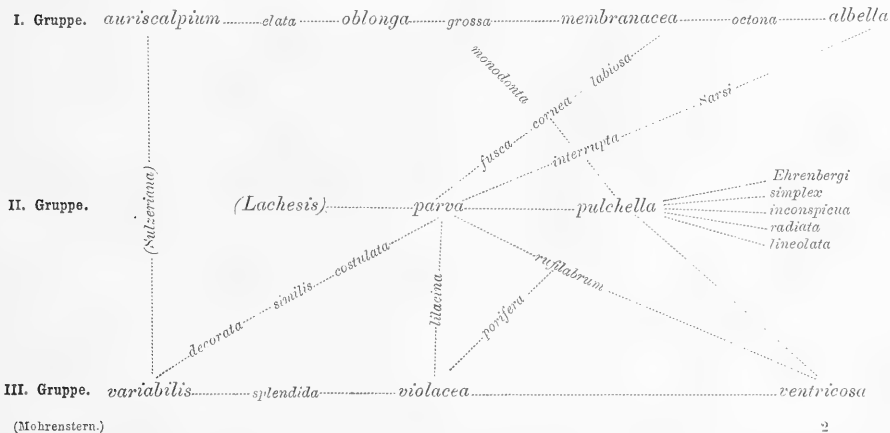 I. Gruppe. auriscalpium elata oblonga grossa membranacea octona albella
monodonta
labiosa
cornea
fusca
Sarsi
interrupta
(Sulzeriana)
Ehrenbergi
simplex
II. Gruppe. (Lachesis) parva pulchella inconspicua
radiata
lineolata
costulata
similis
decorata
lilacina
porifera
rufilabrum
III. Gruppe. variabilis splendida violacea ventricosa
(Mohrenstern.) 2